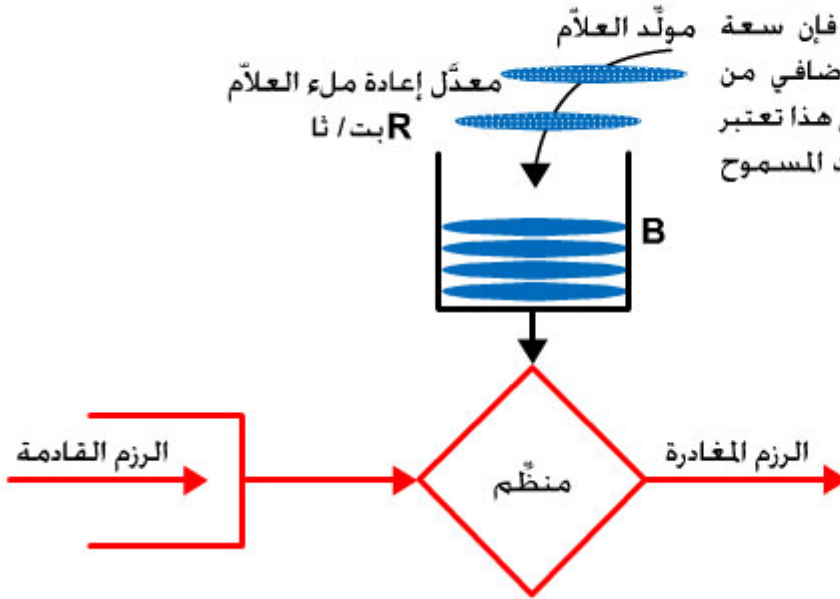 فإن سعة
ضافي من
هذا تعتبر
المسموح
مولّد العلاّم
معدَّل إعادة ملء العلاّم
R بت/ ثا
B
الرزم القادمة
منظِّم
الرزم المغادرة